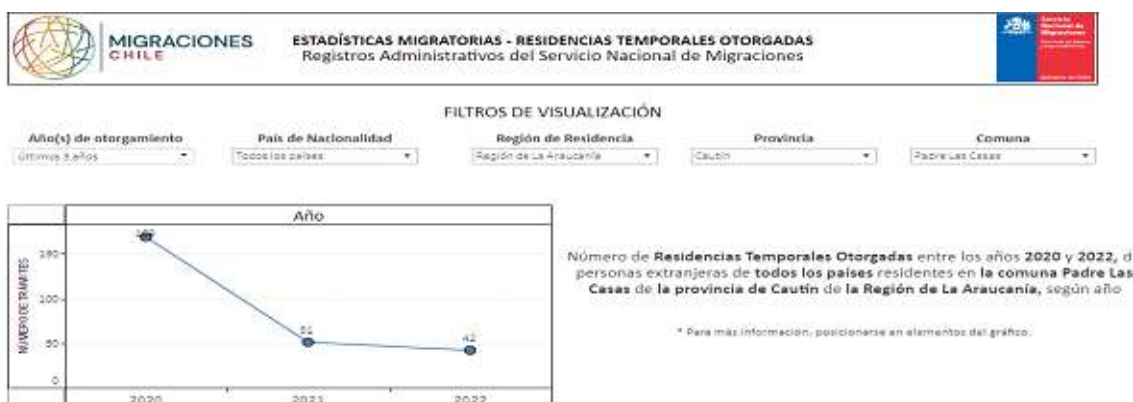 MIGRACIONES
CHILE
ESTADÍSTICAS MIGRATORIAS - RESIDENCIAS TEMPORALES OTORGADAS
Registros Administrativos del Servicio Nacional de Migraciones
Servicio
Nacional de
Migraciones
FILTROS DE VISUALIZACIÓN
Año(s) de otorgamiento
País de Nacionalidad
Región de Residencia
Provincia
Comuna
Últimos 3 años
Todos los países
Región de La Araucanía
Cautín
Padre Las Casas
Año
NÚMERO DE TRÁMITES
150
100
50
0
51
42
2020
2021
2022
Número de Residencias Temporales Otorgadas entre los años 2020 y 2022, d
personas extranjeras de todos los países residentes en la comuna Padre Las
Casas de la provincia de Cautín de la Región de La Araucanía, según año
* Para más información, posicionarse en elementos del gráfico.